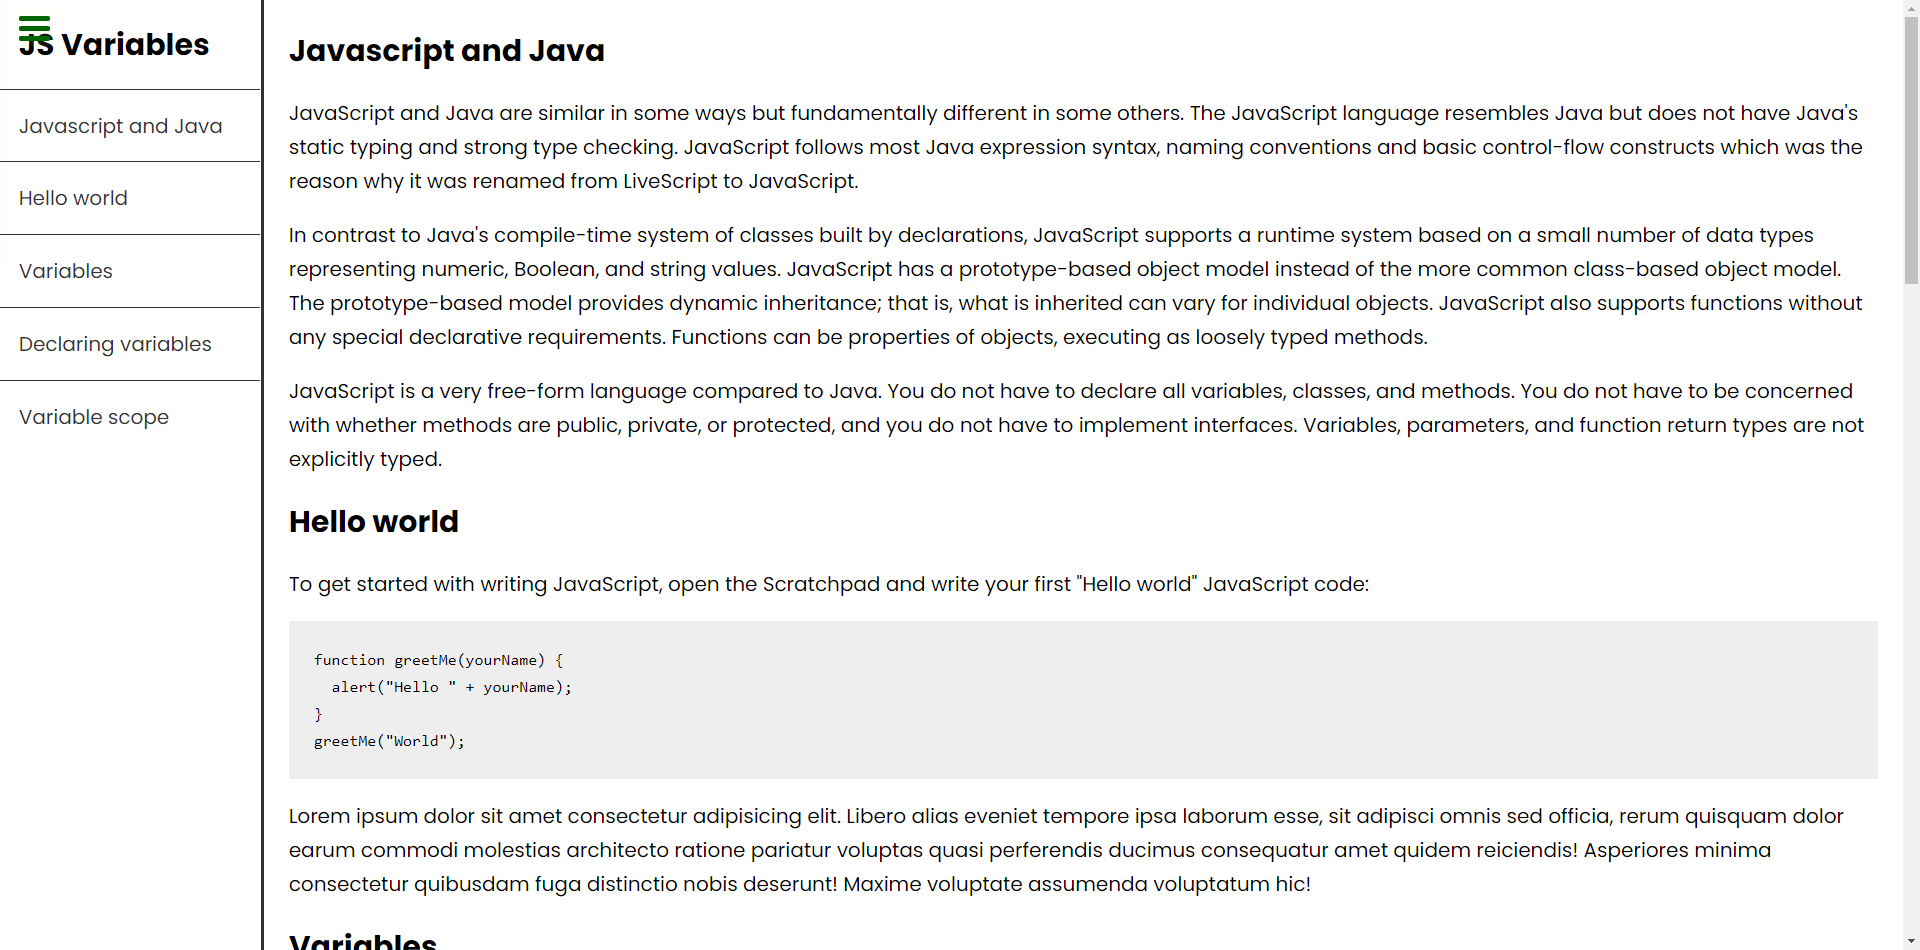 JS Variables
Javascript and Java
Hello world
Variables
Declaring variables
Variable scope
Javascript and Java
JavaScript and Java are similar in some ways but fundamentally different in some others. The JavaScript language resembles Java but does not have Java's
static typing and strong type checking. JavaScript follows most Java expression syntax, naming conventions and basic control-flow constructs which was the
reason why it was renamed from LiveScript to JavaScript.
In contrast to Java's compile-time system of classes built by declarations, JavaScript supports a runtime system based on a small number of data types
representing numeric, Boolean, and string values. JavaScript has a prototype-based object model instead of the more common class-based object model.
The prototype-based model provides dynamic inheritance; that is, what is inherited can vary for individual objects. JavaScript also supports functions without
any special declarative requirements. Functions can be properties of objects, executing as loosely typed methods.
JavaScript is a very free-form language compared to Java. You do not have to declare all variables, classes, and methods. You do not have to be concerned
with whether methods are public, private, or protected, and you do not have to implement interfaces. Variables, parameters, and function return types are not
explicitly typed.
Hello world
To get started with writing JavaScript, open the Scratchpad and write your first "Hello world" JavaScript code:
function greetMe(yourName) {
  alert("Hello " + yourName);
}
greetMe("World");
Lorem ipsum dolor sit amet consectetur adipisicing elit. Libero alias eveniet tempore ipsa laborum esse, sit adipisci omnis sed officia, rerum quisquam dolor
earum commodi molestias architecto ratione pariatur voluptas quasi perferendis ducimus consequatur amet quidem reiciendis! Asperiores minima
consectetur quibusdam fuga distinctio nobis deserunt! Maxime voluptate assumenda voluptatum hic!
Variables